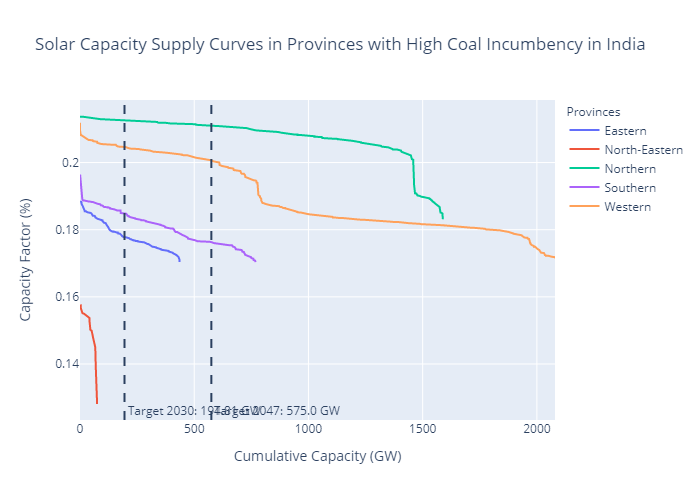 Solar Capacity Supply Curves in Provinces with High Coal Incumbency in India
Provinces
Eastern
North-Eastern
Northern
Southern
Western
Capacity Factor (%)
0.2
0.18
0.16
0.14
Target 2030: GW
Target 2047: 575.0 GW
0
500
1000
1500
2000
Cumulative Capacity (GW)